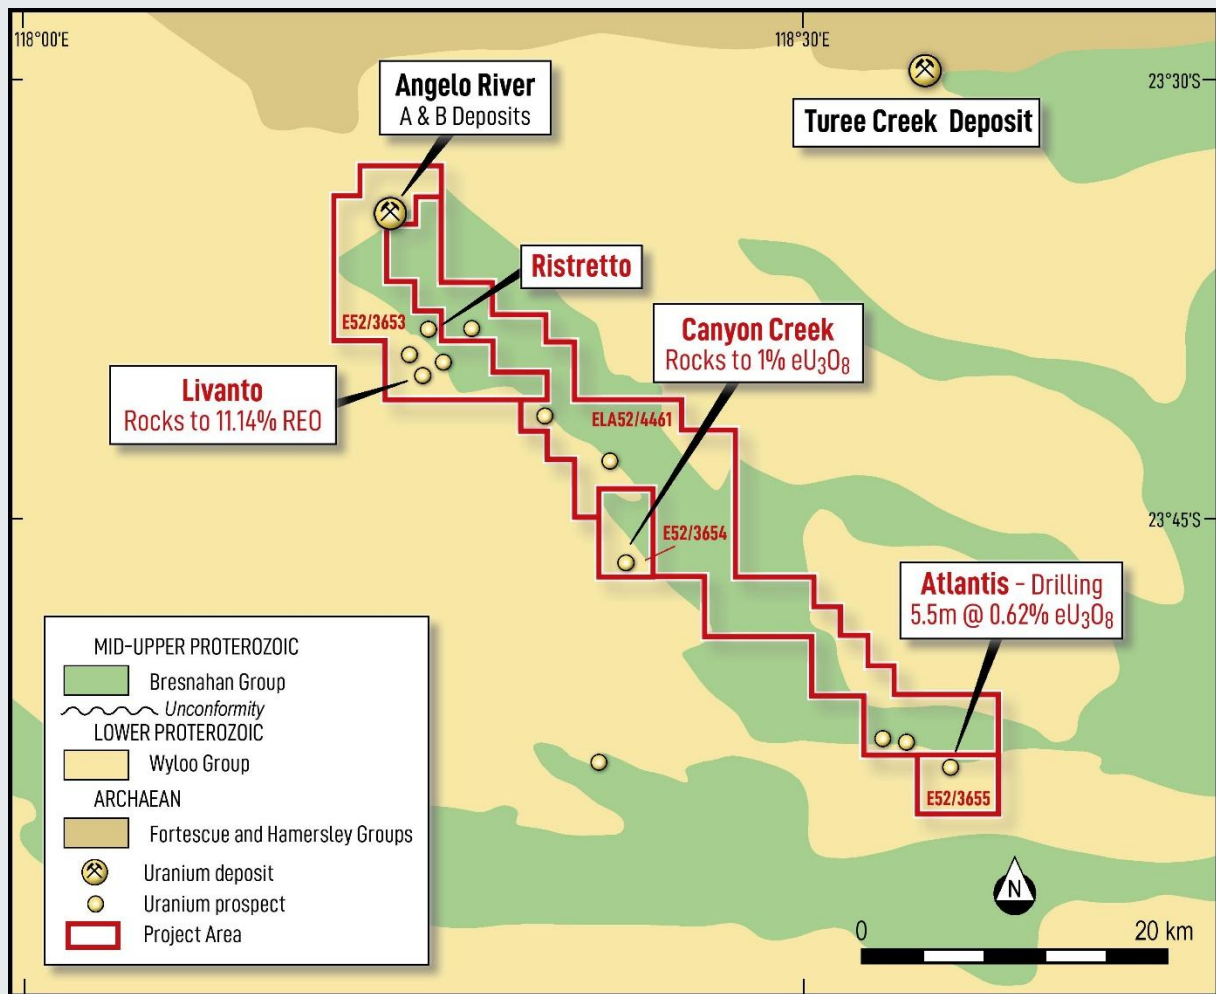 118°00'E
118°30'E
23°30'S
Angelo River
A & B Deposits
Turee Creek Deposit
Ristretto
E52/3653
Canyon Creek
Rocks to 1% eU₃O₈
Livanto
Rocks to 11.14% REO
ELA52/4461
23°45'S
E52/3654
Atlantis - Drilling
5.5m @ 0.62% eU₃O₈
E52/3655
MID-UPPER PROTEROZOIC
Bresnahan Group
Unconformity
LOWER PROTEROZOIC
Wyloo Group
ARCHAEAN
Fortescue and Hamersley Groups
Uranium deposit
Uranium prospect
Project Area
N
0 20 km